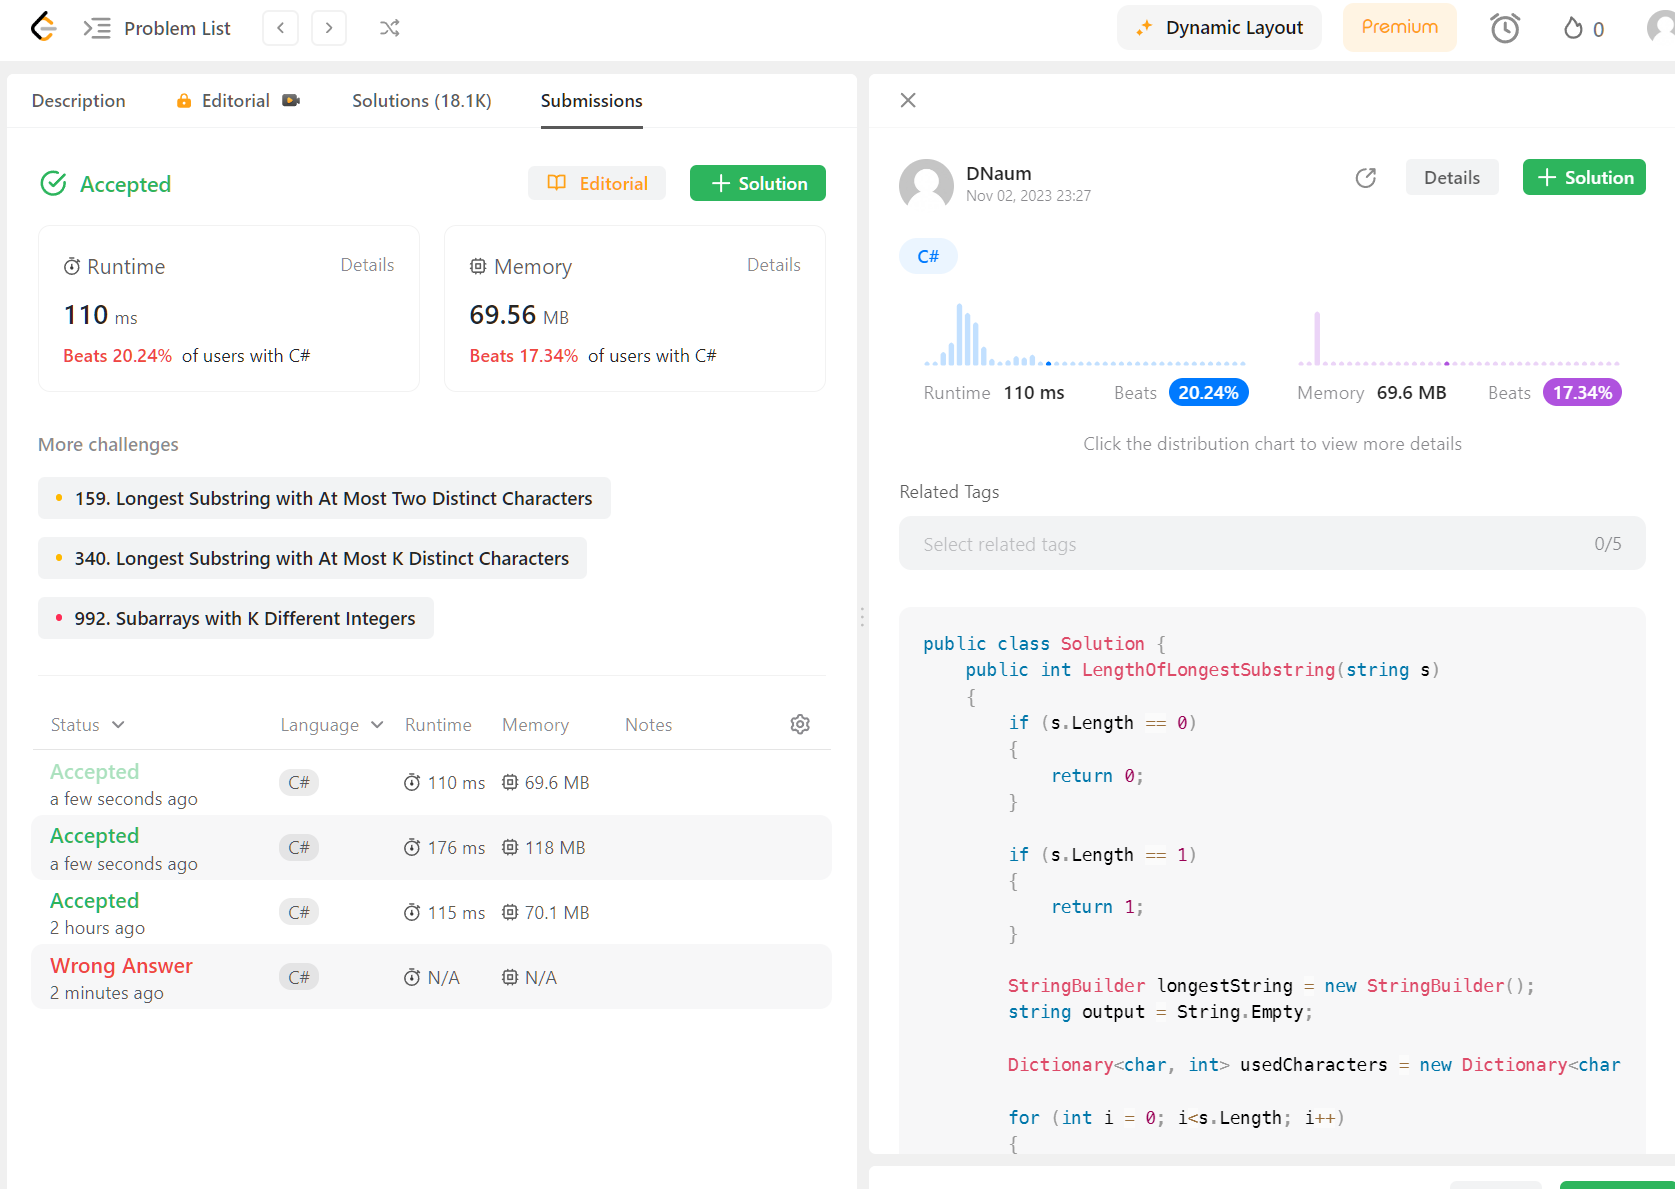 Problem List
Dynamic Layout
Premium
0
Description
Editorial
Solutions (18.1K)
Submissions
Accepted
Editorial
Solution
Runtime
Details
110 ms
Beats 20.24% of users with C#
Memory
Details
69.56 MB
Beats 17.34% of users with C#
More challenges
159. Longest Substring with At Most Two Distinct Characters
340. Longest Substring with At Most K Distinct Characters
992. Subarrays with K Different Integers
Status Language Runtime Memory Notes
Accepted
a few seconds ago
C# 110 ms 69.6 MB
Accepted
a few seconds ago
C# 176 ms 118 MB
Accepted
2 hours ago
C# 115 ms 70.1 MB
Wrong Answer
2 minutes ago
C# N/A N/A
DNaum
Nov 02, 2023 23:27
Details
Solution
C#
Runtime 110 ms Beats 20.24%
Memory 69.6 MB Beats 17.34%
Click the distribution chart to view more details
Related Tags
Select related tags 0/5
public class Solution {
public int LengthOfLongestSubstring(string s)
{
if (s.Length == 0)
{
return 0;
}
if (s.Length == 1)
{
return 1;
}
StringBuilder longestString = new StringBuilder();
string output = String.Empty;
Dictionary<char, int> usedCharacters = new Dictionary<char
for (int i = 0; i<s.Length; i++)
{